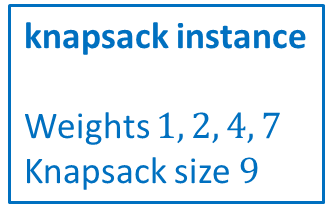 knapsack instance
Weights 1, 2, 4, 7
Knapsack size 9